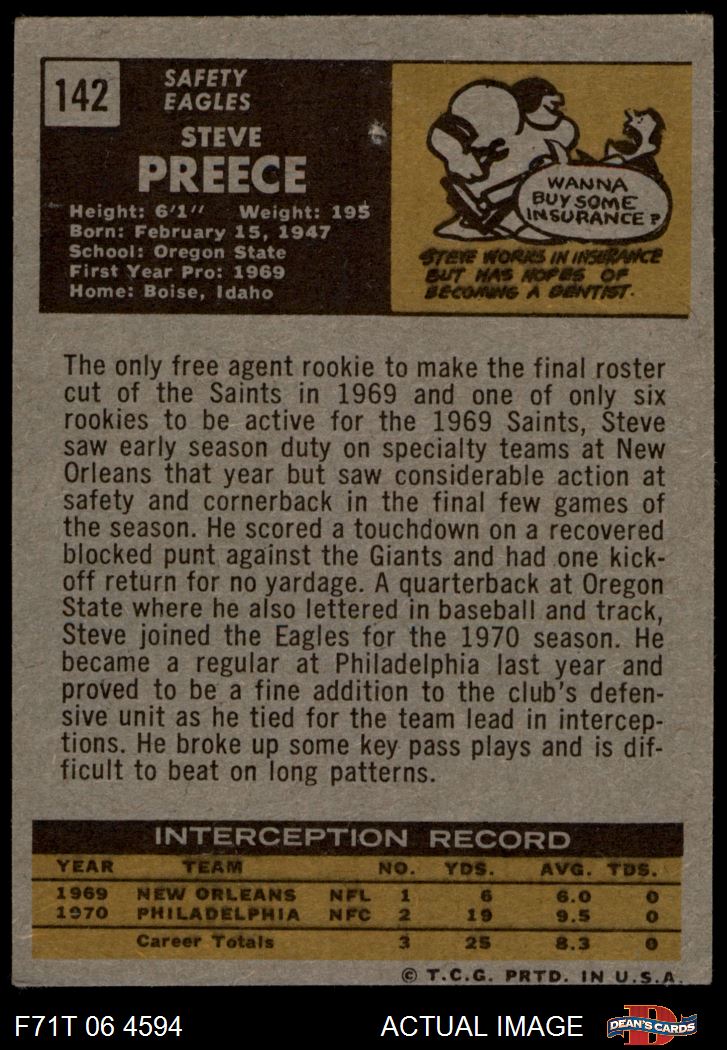 142
SAFETY
EAGLES
STEVE
PREECE
Height: 6'1" Weight: 195
Born: February 15, 1947
School: Oregon State
First Year Pro: 1969
Home: Boise, Idaho
WANNA
BUY SOME
INSURANCE?
STEVE WORKS IN INSURANCE
BUT HAS HOPES OF
BECOMING A DENTIST.
The only free agent rookie to make the final roster
cut of the Saints in 1969 and one of only six
rookies to be active for the 1969 Saints, Steve
saw early season duty on specialty teams at New
Orleans that year but saw considerable action at
safety and cornerback in the final few games of
the season. He scored a touchdown on a recovered
blocked punt against the Giants and had one kick-
off return for no yardage. A quarterback at Oregon
State where he also lettered in baseball and track,
Steve joined the Eagles for the 1970 season. He
became a regular at Philadelphia last year and
proved to be a fine addition to the club's defen-
sive unit as he tied for the team lead in intercep-
tions. He broke up some key pass plays and is dif-
ficult to beat on long patterns.
INTERCEPTION RECORD
YEAR TEAM NO. YDS. AVG. TDS.
1969 NEW ORLEANS NFL 1 6 6.0 0
1970 PHILADELPHIA NFC 2 19 9.5 0
Career Totals 3 25 8.3 0
© T.C.G. PRTD. IN U.S.A.
F71T 06 4594 ACTUAL IMAGE DEAN'S CARDS